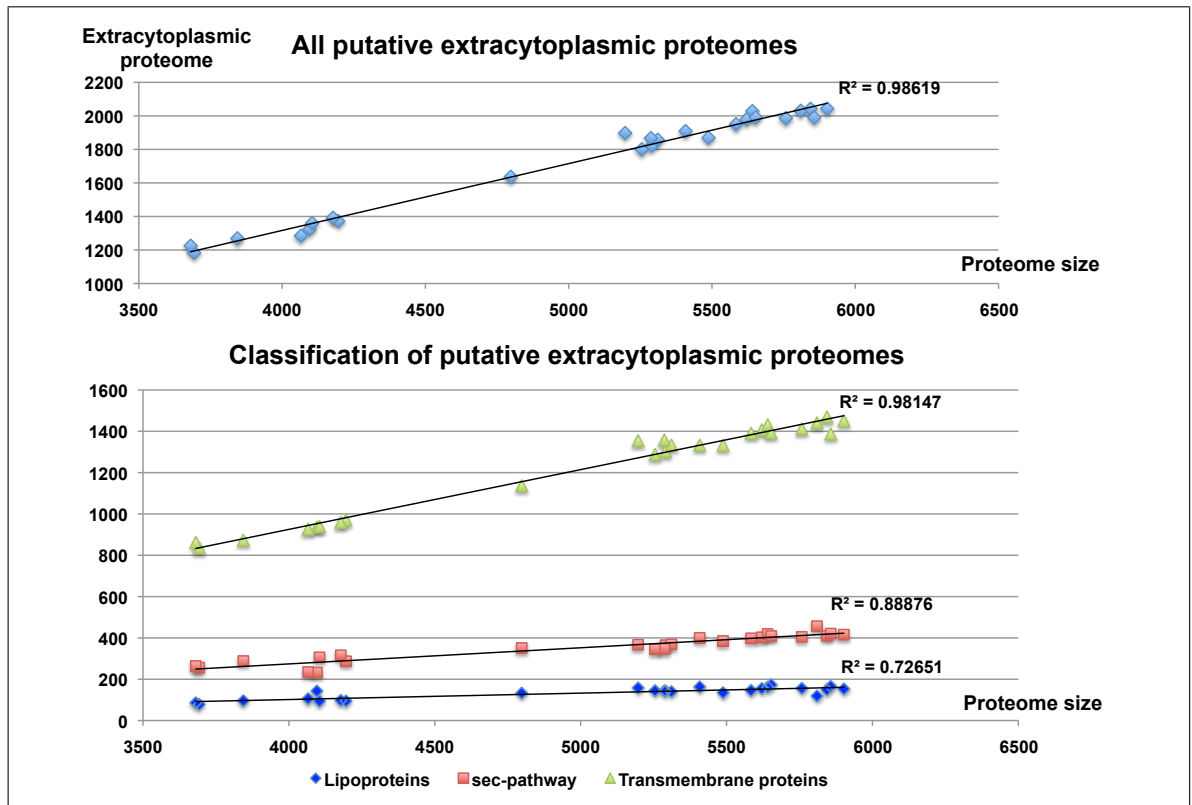 Extracytoplasmic
proteome
All putative extracytoplasmic proteomes
2200
2000
1800
1600
1400
1200
1000
R² = 0.98619
Proteome size
3500 4000 4500 5000 5500 6000 6500
Classification of putative extracytoplasmic proteomes
1600
1400
1200
1000
800
600
400
200
0
R² = 0.98147
R² = 0.88876
R² = 0.72651
Proteome size
3500 4000 4500 5000 5500 6000 6500
Lipoproteins sec-pathway Transmembrane proteins